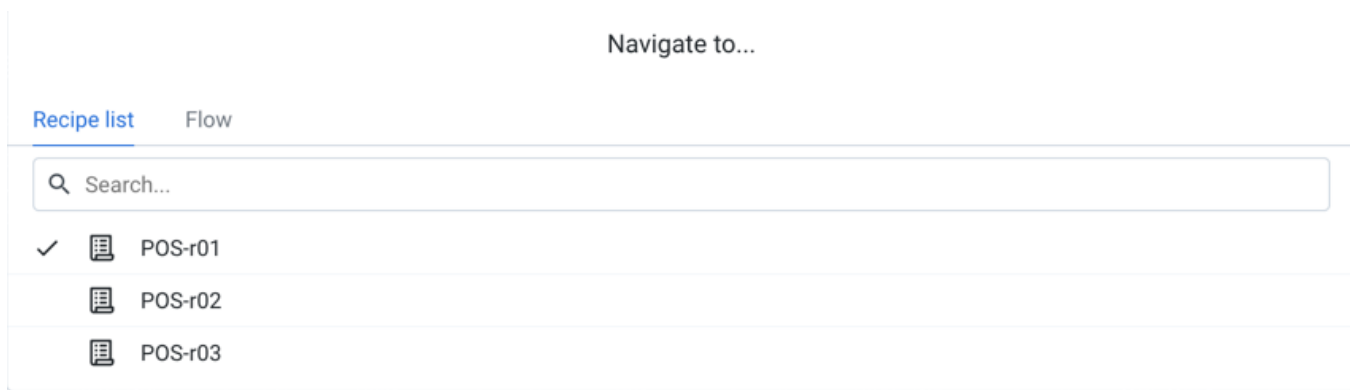 Navigate to...
Recipe list Flow
Search...
POS-r01
POS-r02
POS-r03